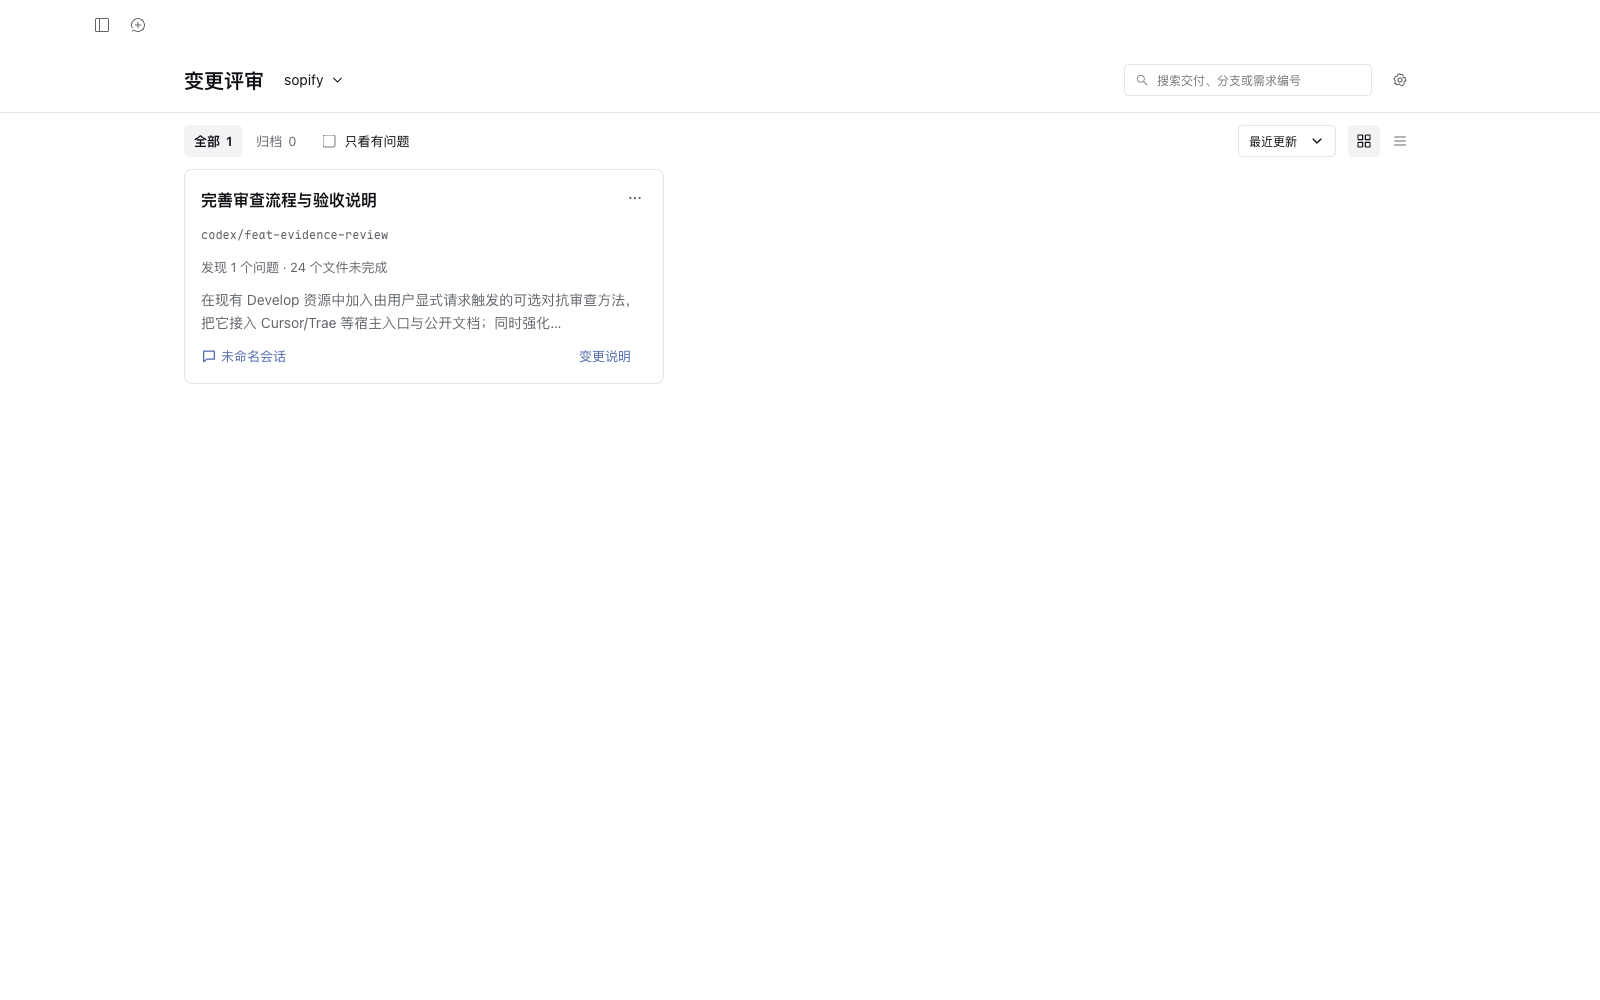 变更评审 sopify
搜索交付、分支或需求编号
全部 1 归档 0 只看有问题
最近更新
完善审查流程与验收说明
codex/feat-evidence-review
发现 1 个问题 · 24 个文件未完成
在现有 Develop 资源中加入由用户显式请求触发的可选对抗审查方法，
把它接入 Cursor/Trae 等宿主入口与公开文档；同时强化...
未命名会话 变更说明